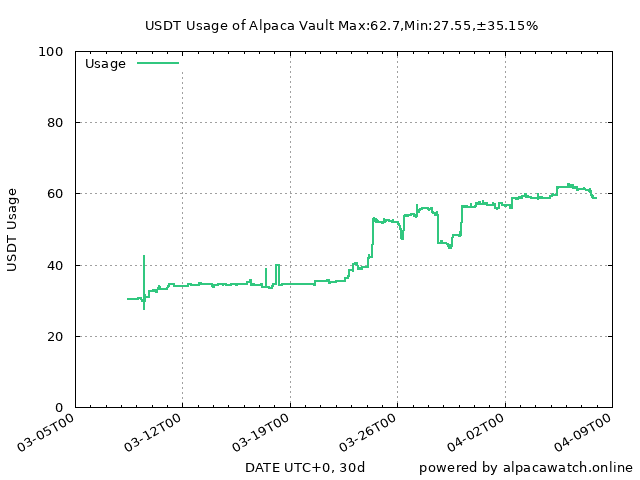 USDT Usage of Alpaca Vault Max:62.7,Min:27.55,±35.15%
Usage
100
80
60
40
20
0
USDT Usage
03-05T00
03-12T00
03-19T00
03-26T00
04-02T00
04-09T00
DATE UTC+0, 30d
powered by alpacawatch.online